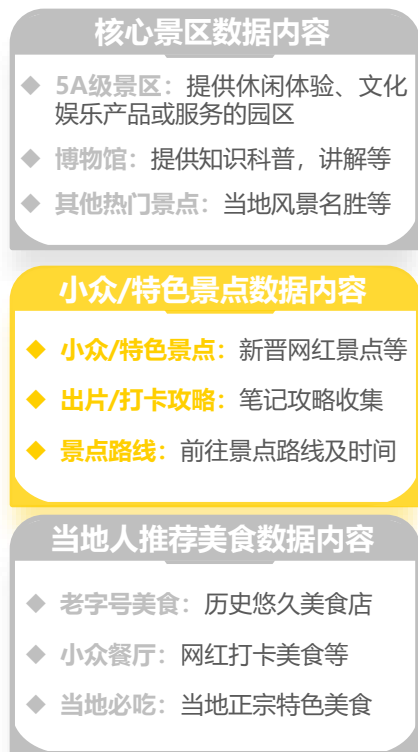 核心景区数据内容
◆ 5A级景区：提供休闲体验、文化
娱乐产品或服务的园区
◆ 博物馆：提供知识科普，讲解等
◆ 其他热门景点：当地风景名胜等
小众/特色景点数据内容
◆ 小众/特色景点：新晋网红景点等
◆ 出片/打卡攻略：笔记攻略收集
◆ 景点路线：前往景点路线及时间
当地人推荐美食数据内容
◆ 老字号美食：历史悠久美食店
◆ 小众餐厅：网红打卡美食等
◆ 当地必吃：当地正宗特色美食